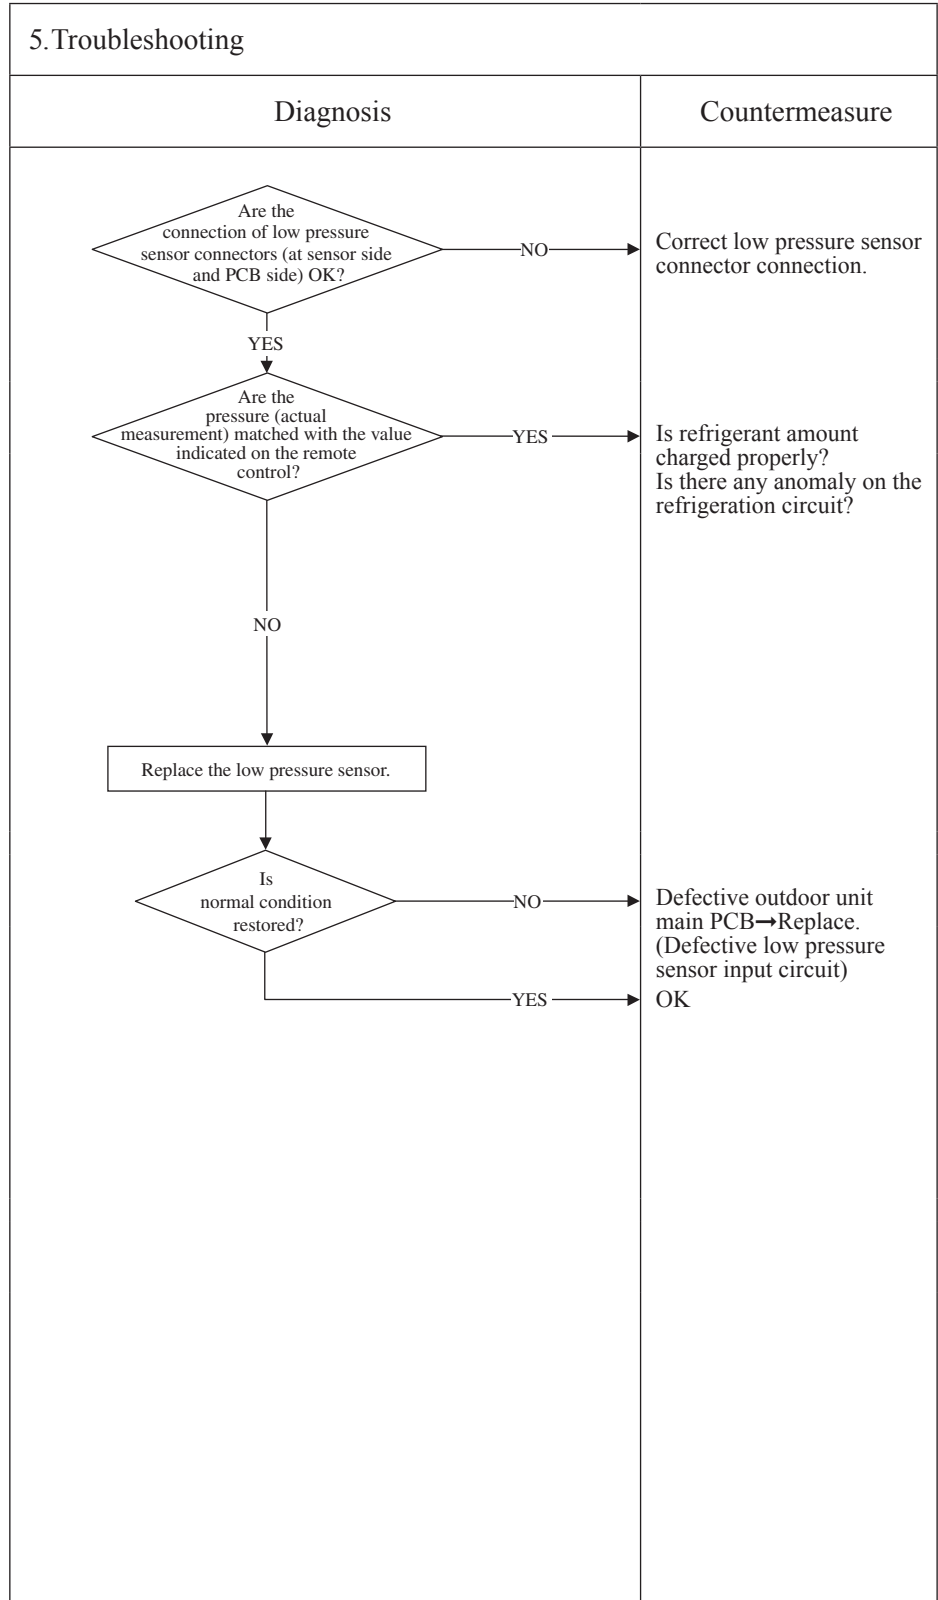 5.Troubleshooting
Diagnosis
Countermeasure
Are the
connection of low pressure
sensor connectors (at sensor side
and PCB side) OK?
NO
Correct low pressure sensor
connector connection.
YES
Are the
pressure (actual
measurement) matched with the value
indicated on the remote
control?
YES
Is refrigerant amount
charged properly?
Is there any anomaly on the
refrigeration circuit?
NO
Replace the low pressure sensor.
Is
normal condition
restored?
NO
Defective outdoor unit
main PCB→Replace.
(Defective low pressure
sensor input circuit)
YES
OK